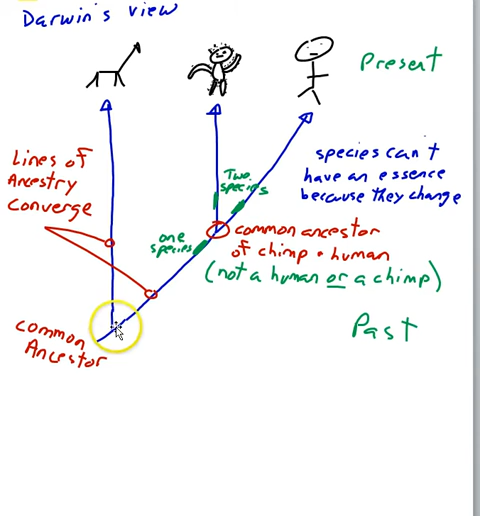 Darwin's view
Present
Lines of
Ancestry
Converge
Two
species
species can't
have an essence
because they change
one
species
common ancestor
of chimp + human
(not a human or a chimp)
Common
Ancestor
Past